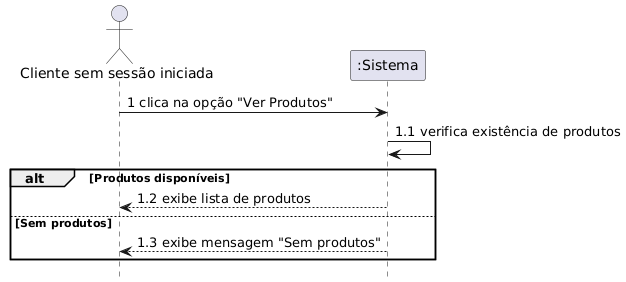 Cliente sem sessão iniciada
:Sistema
1 clica na opção "Ver Produtos"
1.1 verifica existência de produtos
alt [Produtos disponíveis]
1.2 exibe lista de produtos
[Sem produtos]
1.3 exibe mensagem "Sem produtos"